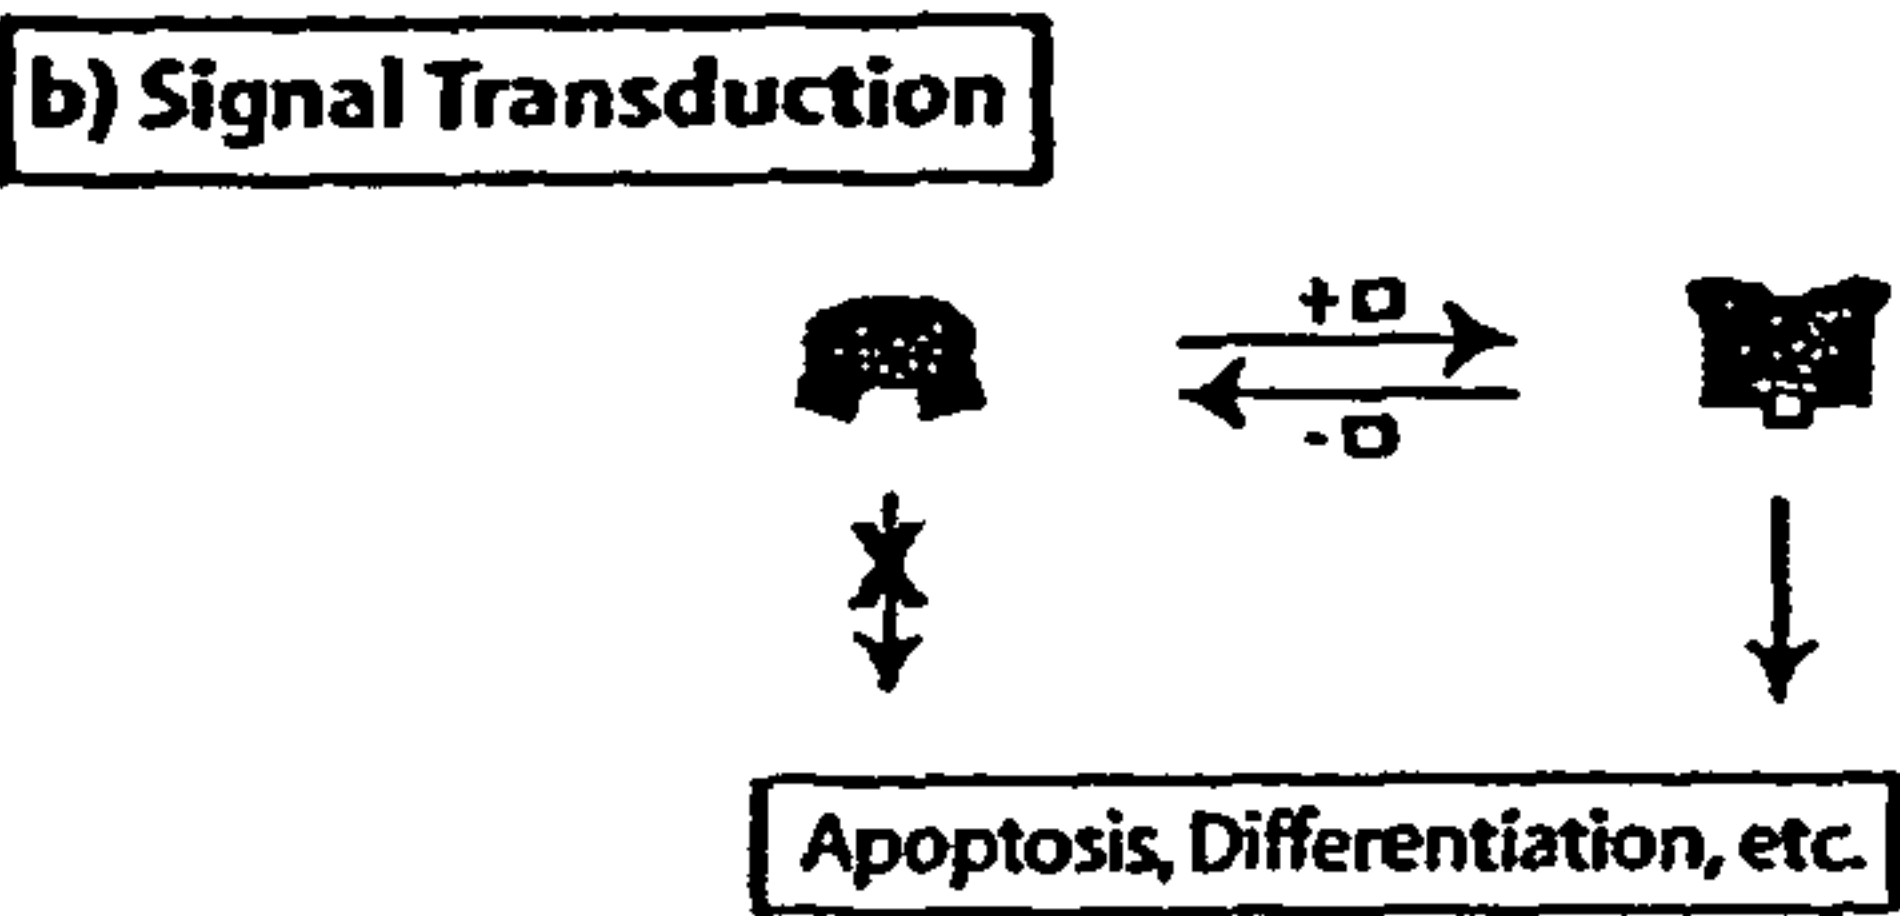 b) Signal Transduction
+
-
Apoptosis, Differentiation, etc.